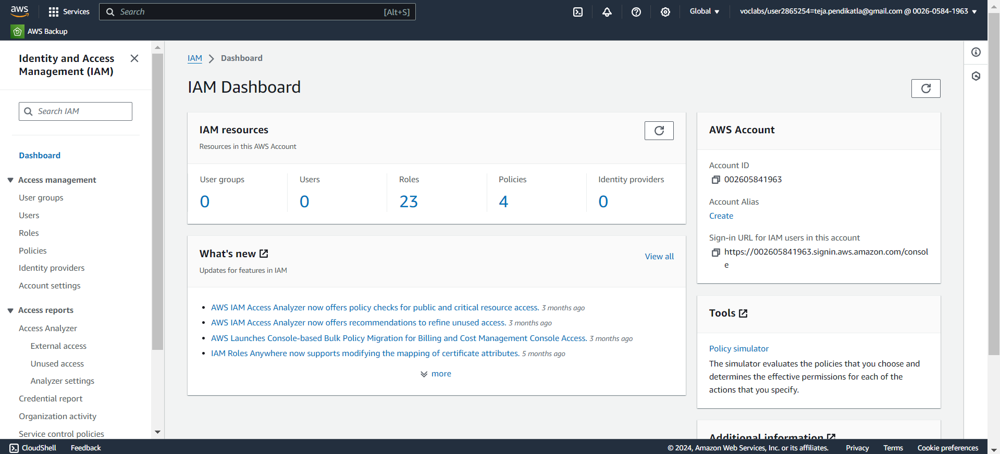 aws
Services
Search
[Alt+S]
Global
voclabs/user2865254=teja.pendikatla@gmail.com @ 0026-0584-1963
AWS Backup
Identity and Access
Management (IAM)
Search IAM
Dashboard
Access management
User groups
Users
Roles
Policies
Identity providers
Account settings
Access reports
Access Analyzer
External access
Unused access
Analyzer settings
Credential report
Organization activity
Service control policies
IAM
Dashboard
IAM Dashboard
IAM resources
Resources in this AWS Account
User groups
0
Users
0
Roles
23
Policies
4
Identity providers
0
What's new
View all
Updates for features in IAM
AWS IAM Access Analyzer now offers policy checks for public and critical resource access. 3 months ago
AWS IAM Access Analyzer now offers recommendations to refine unused access. 3 months ago
AWS Launches Console-based Bulk Policy Migration for Billing and Cost Management Console Access. 3 months ago
IAM Roles Anywhere now supports modifying the mapping of certificate attributes. 5 months ago
more
AWS Account
Account ID
002605841963
Account Alias
Create
Sign-in URL for IAM users in this account
https://002605841963.signin.aws.amazon.com/consol
e
Tools
Policy simulator
The simulator evaluates the policies that you choose and
determines the effective permissions for each of the
actions that you specify.
Additional information
CloudShell
Feedback
© 2024, Amazon Web Services, Inc. or its affiliates.
Privacy
Terms
Cookie preferences